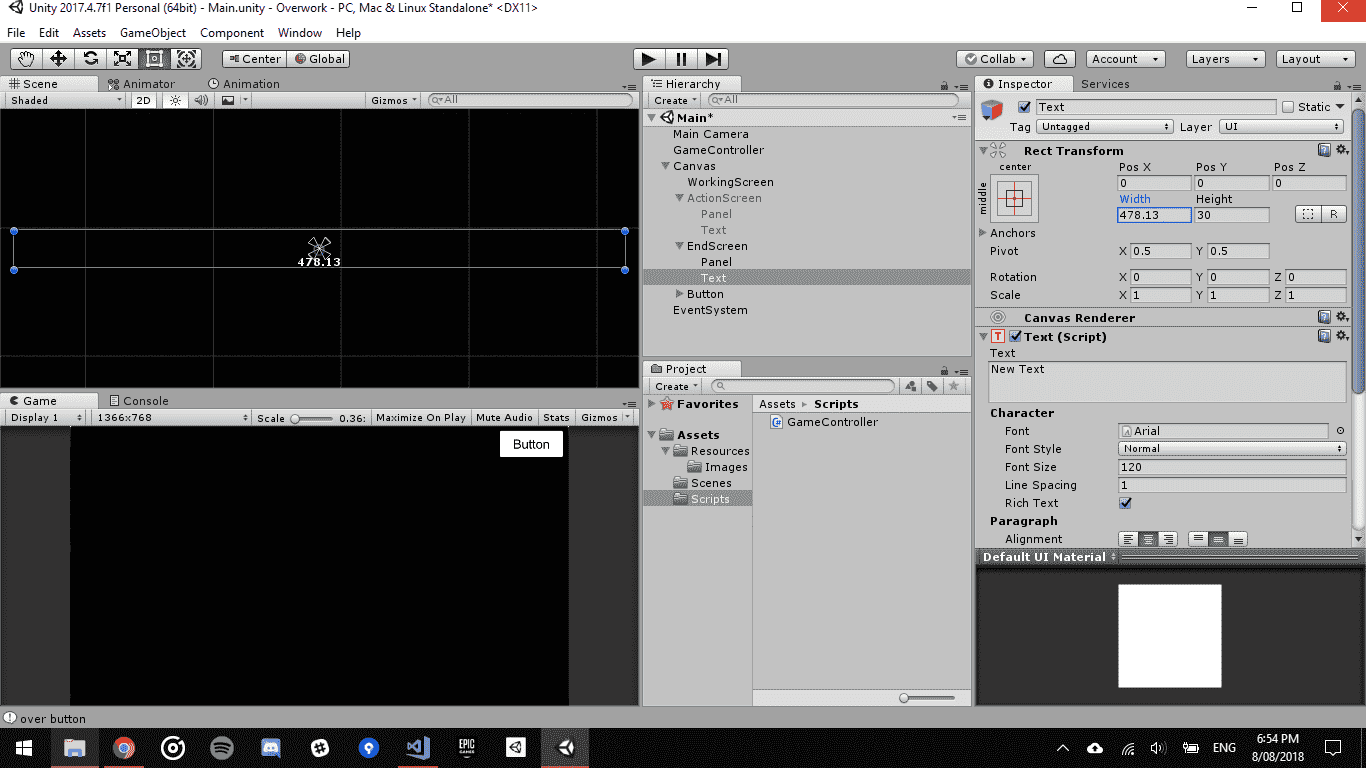 Unity 2017.4.7f1 Personal (64bit) - Main.unity - Overwork - PC, Mac & Linux Standalone* <DX11>
File Edit Assets GameObject Component Window Help
Center Global Collab Account Layers Layout
Scene Animator Animation
Shaded 2D Gizmos All
478.13
Game Console
Display 1 1366x768 Scale 0.36: Maximize On Play Mute Audio Stats Gizmos
Button
Hierarchy
Create All
Main*
Main Camera
GameController
Canvas
WorkingScreen
ActionScreen
Panel
Text
EndScreen
Panel
Text
Button
EventSystem
Project
Create
Favorites
Assets
Resources
Images
Scenes
Scripts
Assets Scripts
GameController
Inspector Services
Text Static
Tag Untagged Layer UI
Rect Transform
center Pos X Pos Y Pos Z
middle 0 0 0
Width Height
478.13 30 R
Anchors
Pivot X 0.5 Y 0.5
Rotation X 0 Y 0 Z 0
Scale X 1 Y 1 Z 1
Canvas Renderer
T Text (Script)
Text
New Text
Character
Font Arial
Font Style Normal
Font Size 120
Line Spacing 1
Rich Text
Paragraph
Alignment
Default UI Material
over button
EPIC GAMES ENG 6:54 PM
8/08/2018